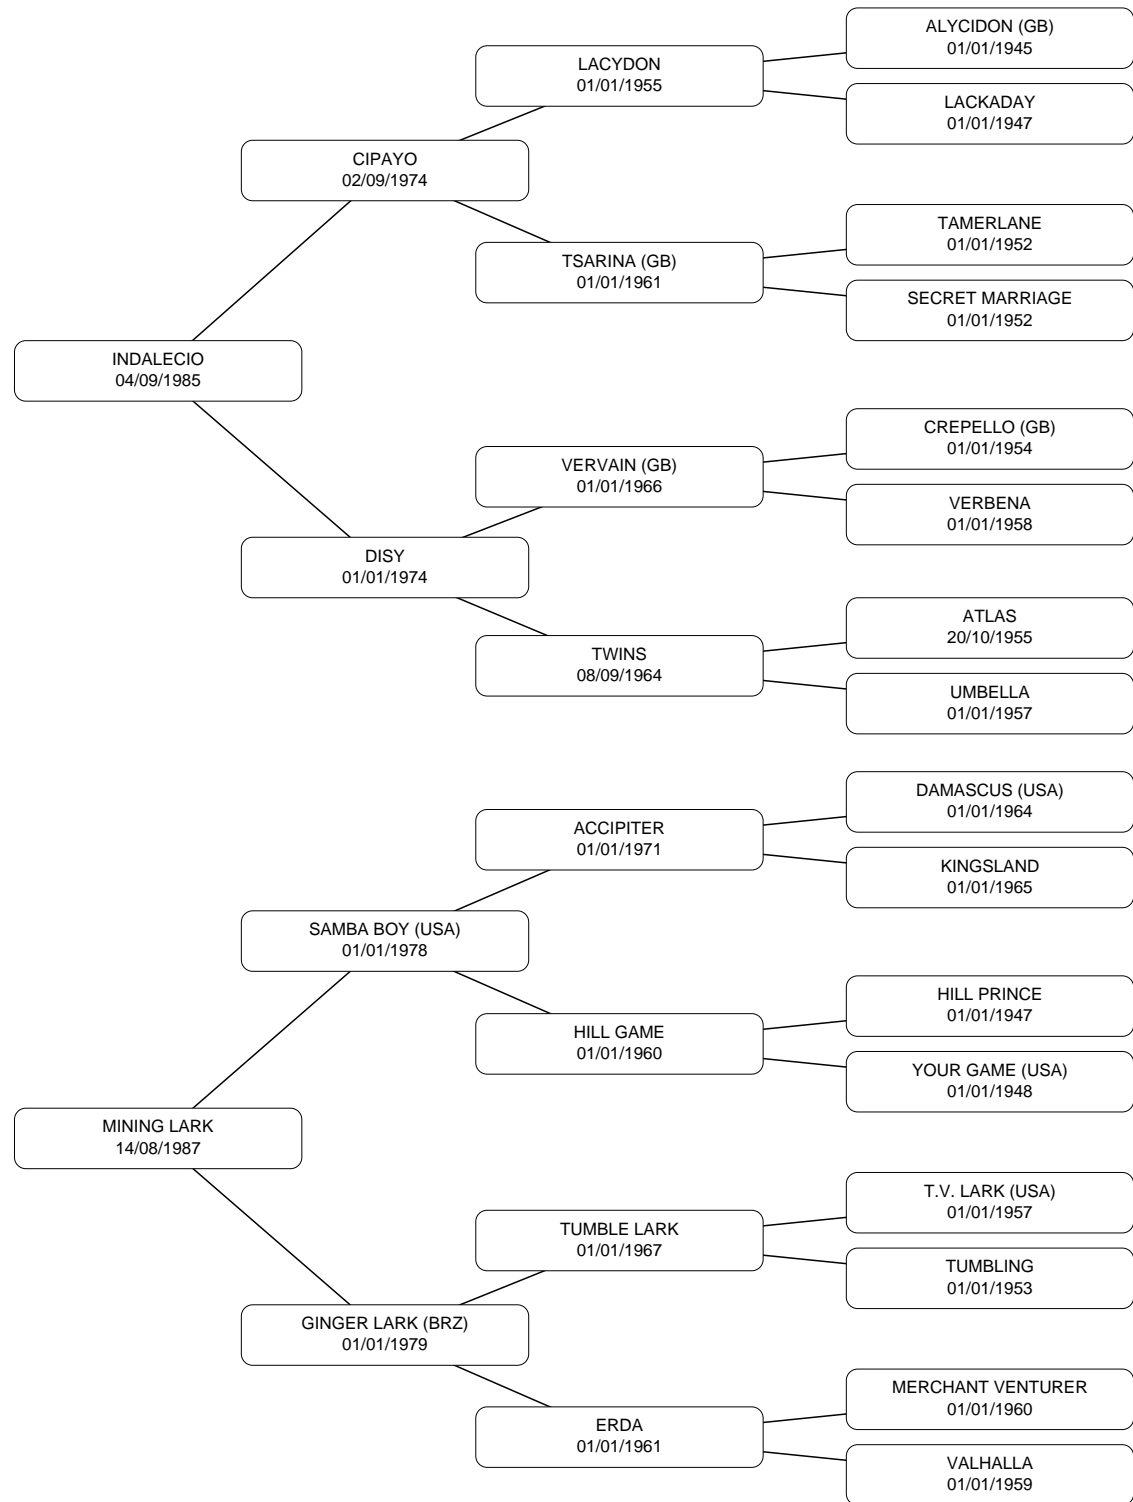 ALYCIDON (GB)
01/01/1945
LACYDON
01/01/1955
LACKADAY
01/01/1947
CIPAYO
02/09/1974
TAMERLANE
01/01/1952
TSARINA (GB)
01/01/1961
SECRET MARRIAGE
01/01/1952
INDALECIO
04/09/1985
CREPELLO (GB)
01/01/1954
VERVAIN (GB)
01/01/1966
VERBENA
01/01/1958
DISY
01/01/1974
ATLAS
20/10/1955
TWINS
08/09/1964
UMBELLA
01/01/1957
DAMASCUS (USA)
01/01/1964
ACCIPITER
01/01/1971
KINGSLAND
01/01/1965
SAMBA BOY (USA)
01/01/1978
HILL PRINCE
01/01/1947
HILL GAME
01/01/1960
YOUR GAME (USA)
01/01/1948
MINING LARK
14/08/1987
T.V. LARK (USA)
01/01/1957
TUMBLE LARK
01/01/1967
TUMBLING
01/01/1953
GINGER LARK (BRZ)
01/01/1979
MERCHANT VENTURER
01/01/1960
ERDA
01/01/1961
VALHALLA
01/01/1959